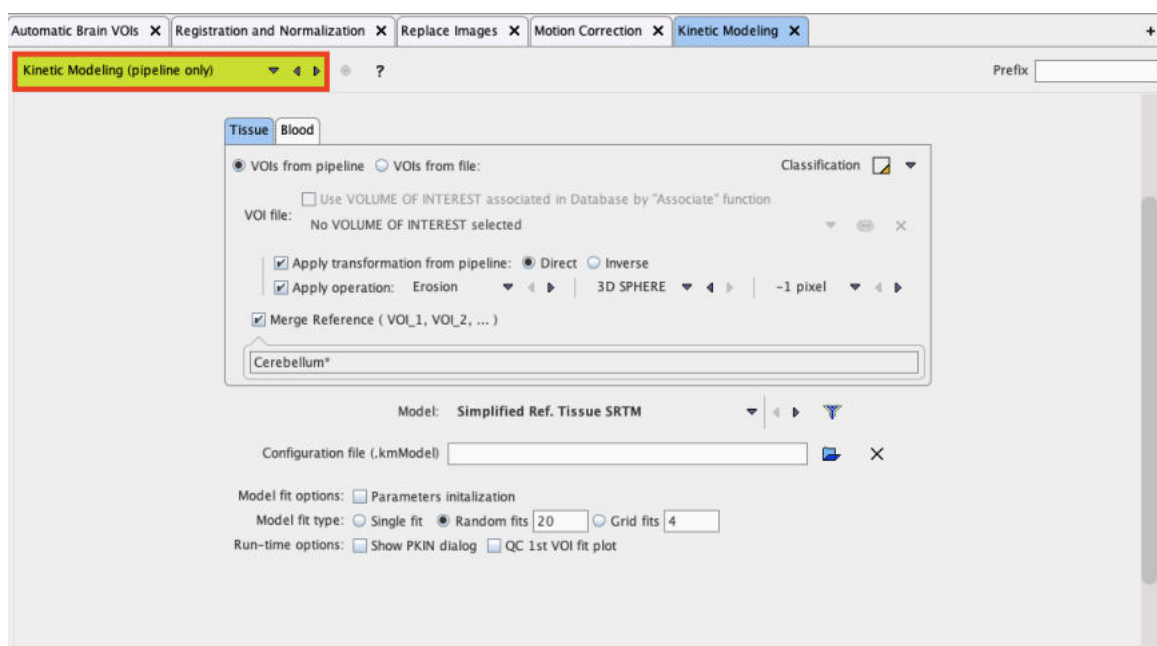 Automatic Brain VOIs X Registration and Normalization X Replace Images X Motion Correction X Kinetic Modeling X +
Kinetic Modeling (pipeline only) ? Prefix
Tissue Blood
VOIs from pipeline VOIs from file: Classification
Use VOLUME OF INTEREST associated in Database by "Associate" function
VOI file:
No VOLUME OF INTEREST selected
Apply transformation from pipeline: Direct Inverse
Apply operation: Erosion 3D SPHERE -1 pixel
Merge Reference ( VOI_1, VOI_2, ... )
Cerebellum*
Model: Simplified Ref. Tissue SRTM
Configuration file (.kmModel)
Model fit options: Parameters initalization
Model fit type: Single fit Random fits 20 Grid fits 4
Run-time options: Show PKIN dialog QC 1st VOI fit plot